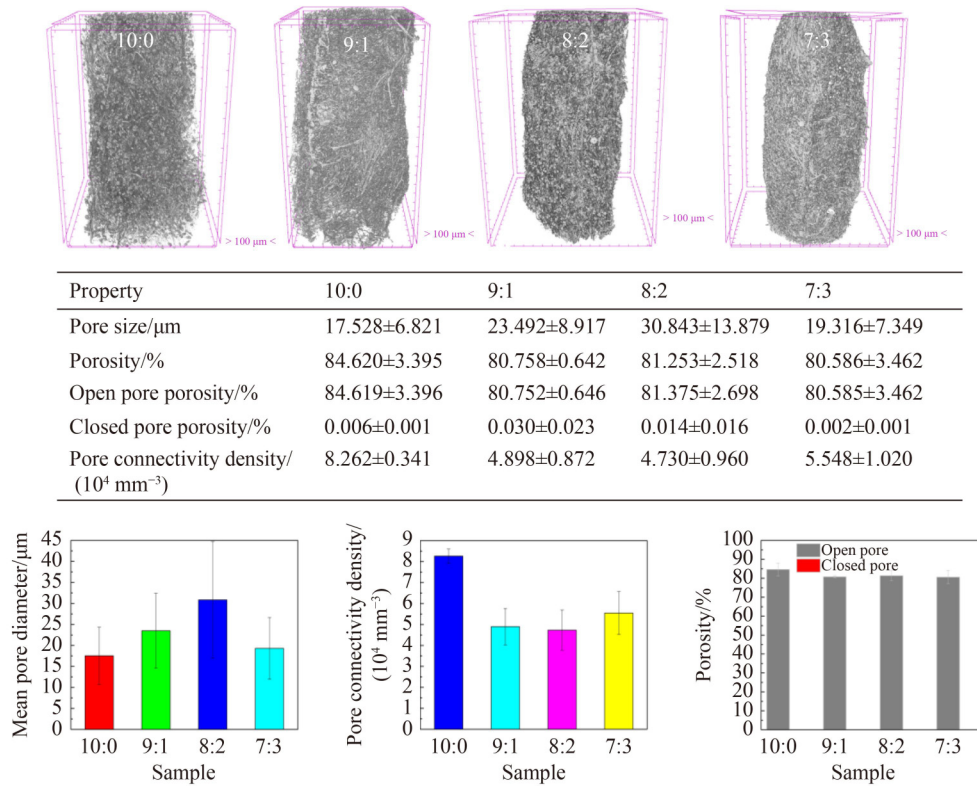 10:0
9:1
8:2
7:3
> 100 μm <
> 100 μm <
> 100 μm <
> 100 μm <
Property 10:0 9:1 8:2 7:3
Pore size/μm 17.528±6.821 23.492±8.917 30.843±13.879 19.316±7.349
Porosity/% 84.620±3.395 80.758±0.642 81.253±2.518 80.586±3.462
Open pore porosity/% 84.619±3.396 80.752±0.646 81.375±2.698 80.585±3.462
Closed pore porosity/% 0.006±0.001 0.030±0.023 0.014±0.016 0.002±0.001
Pore connectivity density/ 8.262±0.341 4.898±0.872 4.730±0.960 5.548±1.020
(10⁴ mm⁻³)
Mean pore diameter/μm
45
40
35
30
25
20
15
10
5
0
10:0 9:1 8:2 7:3
Sample
Pore connectivity density/
(10⁴ mm⁻³)
9
8
7
6
5
4
3
2
1
0
10:0 9:1 8:2 7:3
Sample
Porosity/%
100
90
80
70
60
50
40
30
20
10
0
Open pore
Closed pore
10:0 9:1 8:2 7:3
Sample